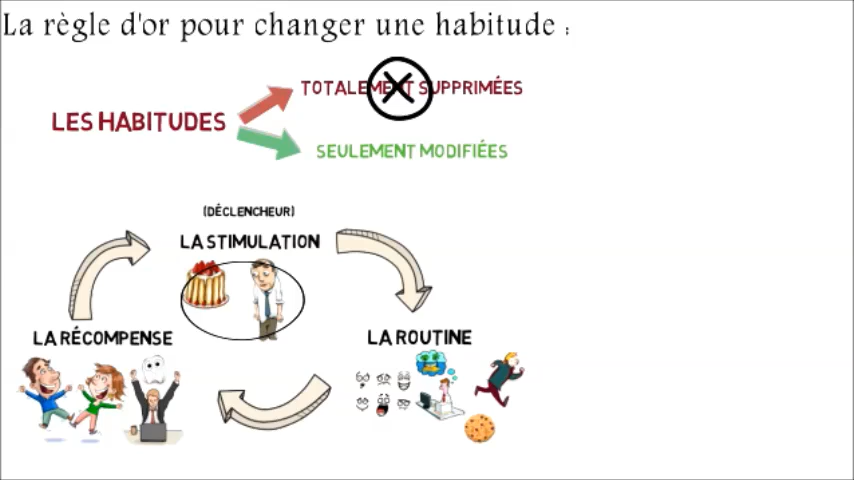 La règle d'or pour changer une habitude :
TOTALEMENT SUPPRIMÉES
LES HABITUDES
SEULEMENT MODIFIÉES
(DÉCLENCHEUR)
LA STIMULATION
LA RÉCOMPENSE
LA ROUTINE